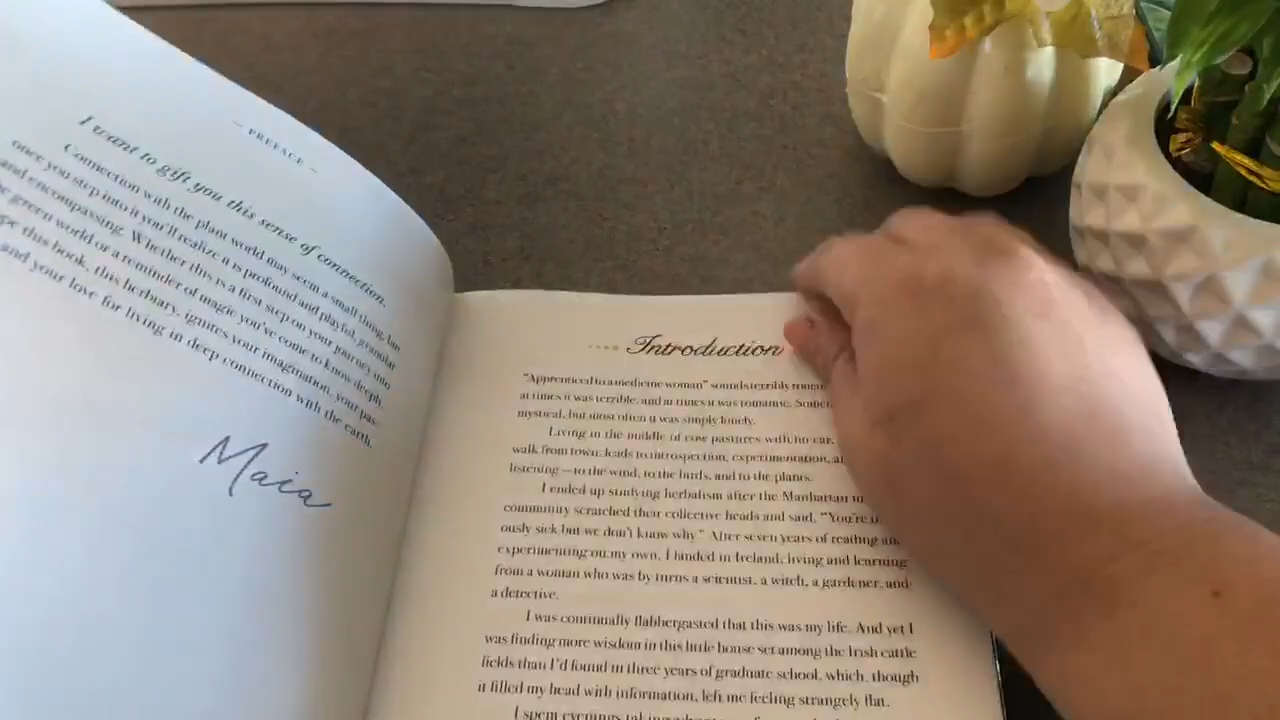 – PREFACE –
I want to gift you this sense of connection.
Connection with the plant world may seem a small thing, but
once you step into it you'll realize it is profound and playful, granular
and encompassing. Whether this is a first step on your journey into
green world or a reminder of magic you've come to know deeply,
this book, this herbiary, ignites your imagination, your pas-
and your love for living in deep connection with the earth.
Maia
Introduction
"Apprenticed to a medicine woman" sounds terribly
at times it was terrible, and at times it was romantic.
mystical, but most often it was simply lonely.
Living in the middle of cow pastures with no car,
walk from town, leads to introspection, experimentation,
listening—to the wind, to the birds, and to the plants.
I ended up studying herbalism after the Manhattan
community scratched their collective heads and said, "You're
ously sick but we don't know why." After seven years of reading
experimenting on my own, I landed in Ireland, living and learning
from a woman who was by turns a scientist, a witch, a gardener, and
a detective.
I was continually flabbergasted that this was my life. And yet I
was finding more wisdom in this little house set among the Irish cattle
fields than I'd found in three years of graduate school, which, though
it filled my head with information, left me feeling strangely flat.
I spent evenings